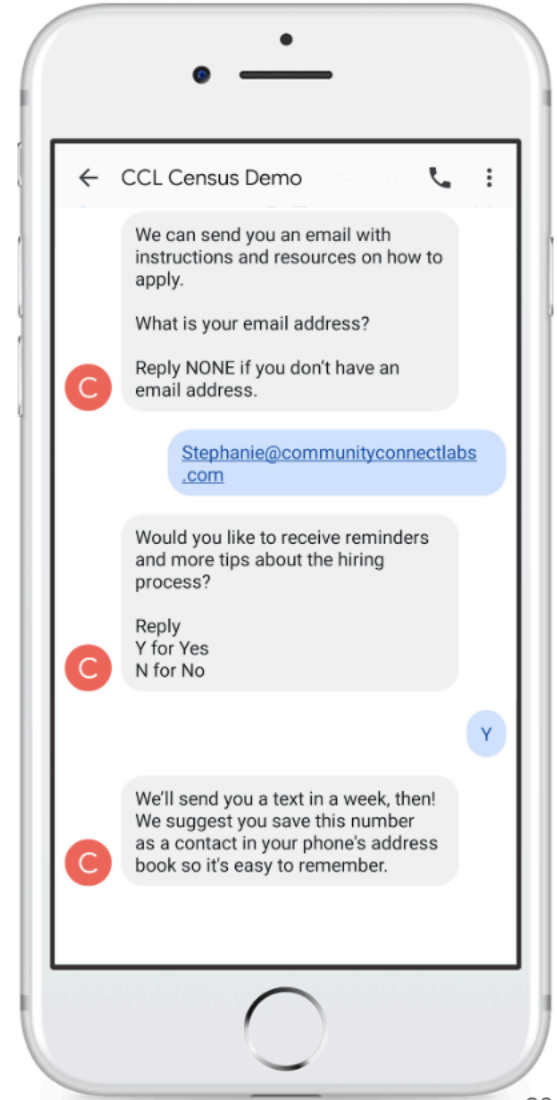 CCL Census Demo
We can send you an email with
instructions and resources on how to
apply.
What is your email address?
Reply NONE if you don't have an
email address.
C
Stephanie@communityconnectlabs
.com
Would you like to receive reminders
and more tips about the hiring
process?
Reply
Y for Yes
N for No
C
Y
We'll send you a text in a week, then!
We suggest you save this number
as a contact in your phone's address
book so it's easy to remember.
C